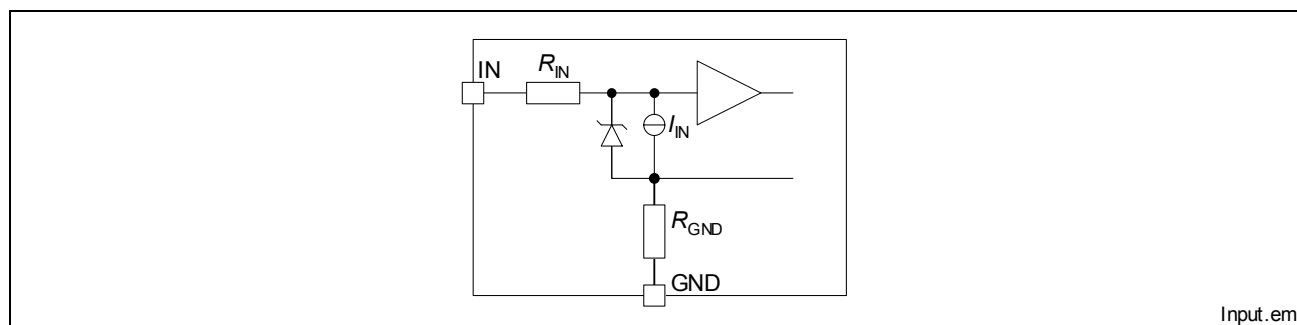 IN
RIN
IIN
RGND
GND
Input.em